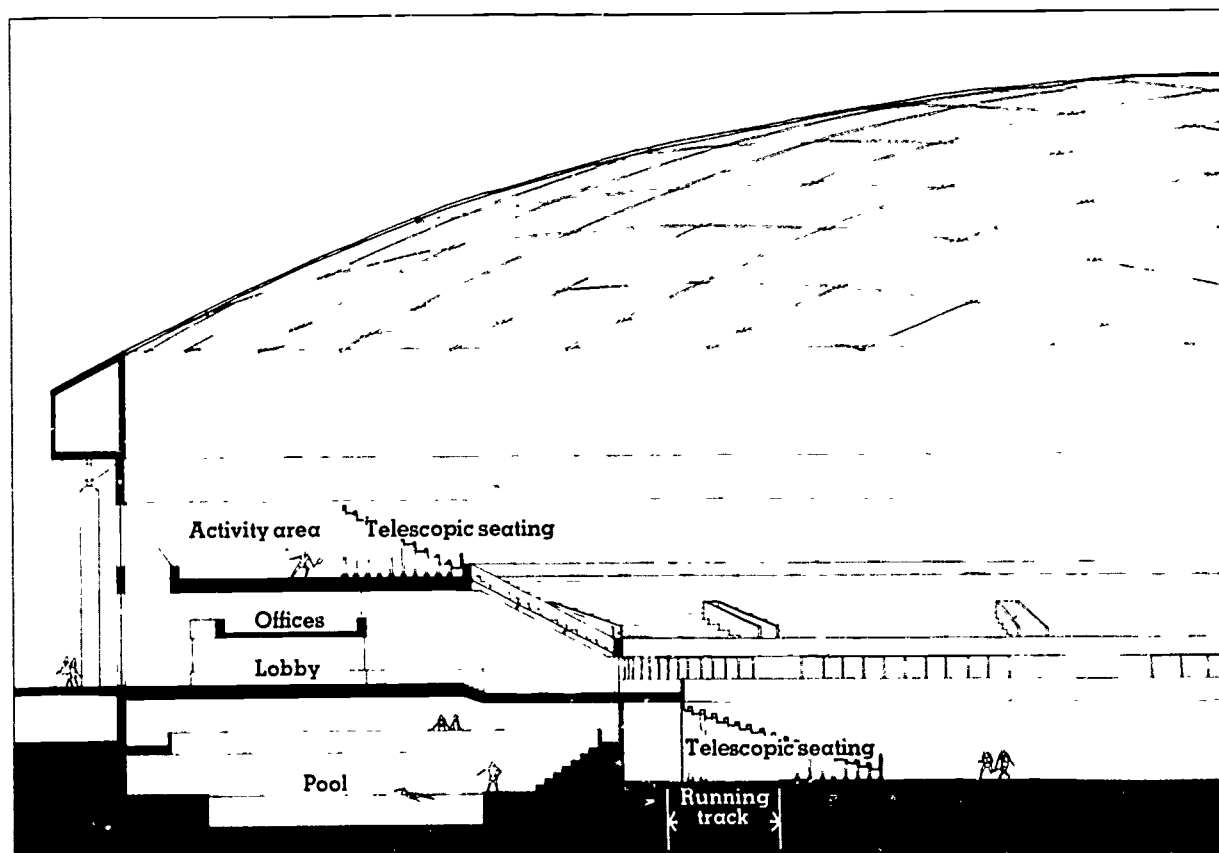 Activity area
Telescopic seating
Offices
Lobby
Telescopic seating
Pool
Running
track